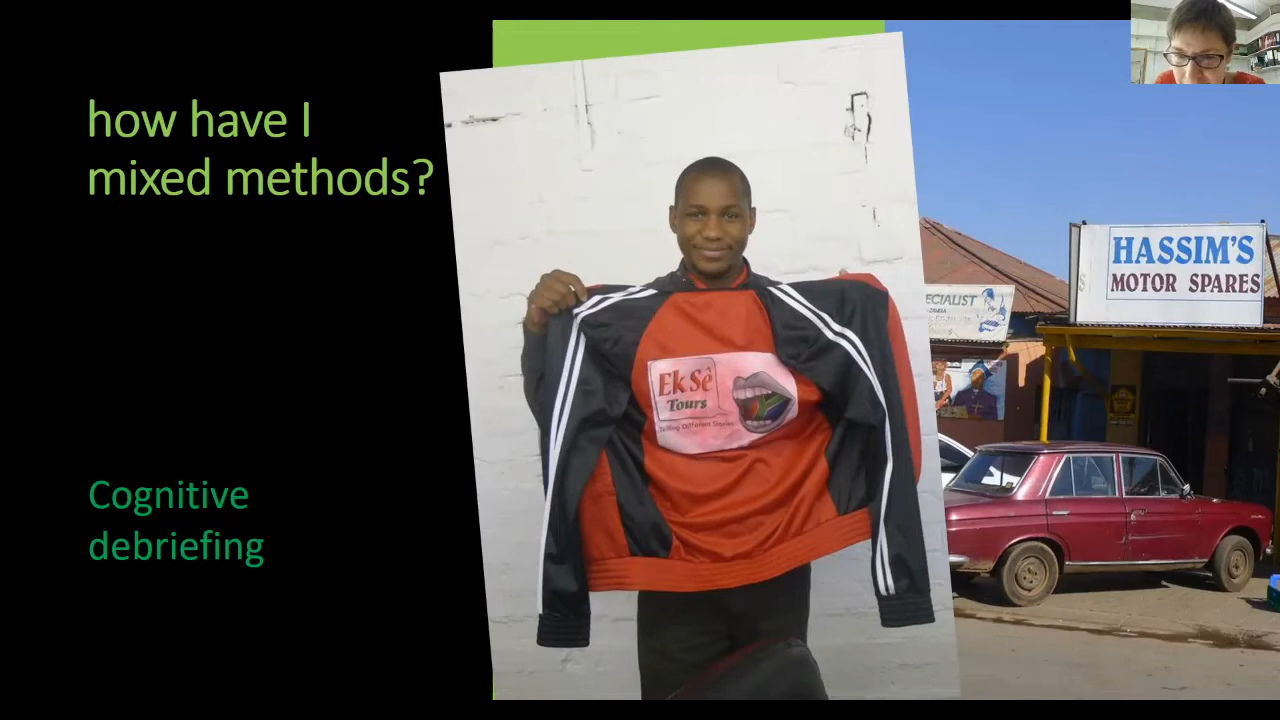 how have I
mixed methods?
Cognitive
debriefing
Ek Sê
Tours
Telling Different Stories
HASSIM'S
MOTOR SPARES
ECIALIST